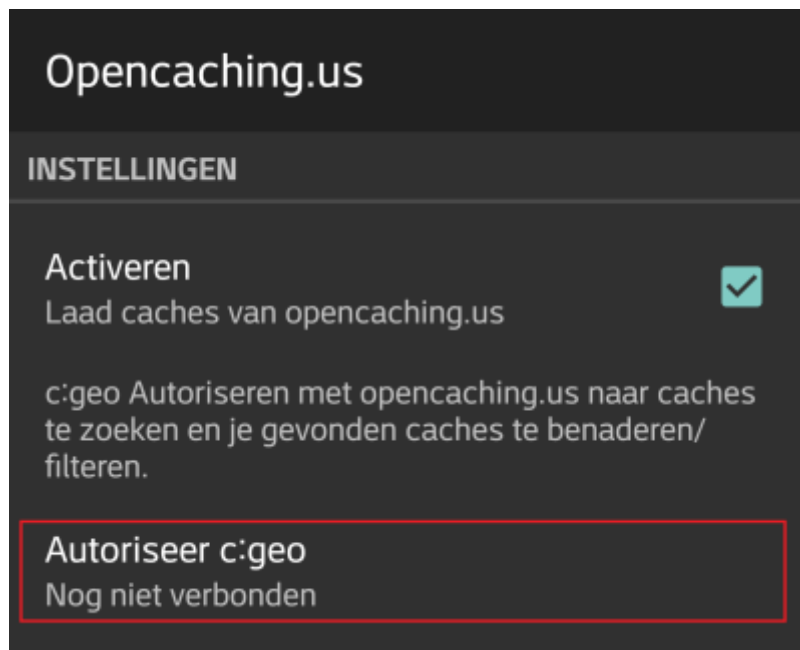 Opencaching.us
INSTELLINGEN
Activeren
Laad caches van opencaching.us
c:geo Autoriseren met opencaching.us naar caches
te zoeken en je gevonden caches te benaderen/
filteren.
Autoriseer c:geo
Nog niet verbonden